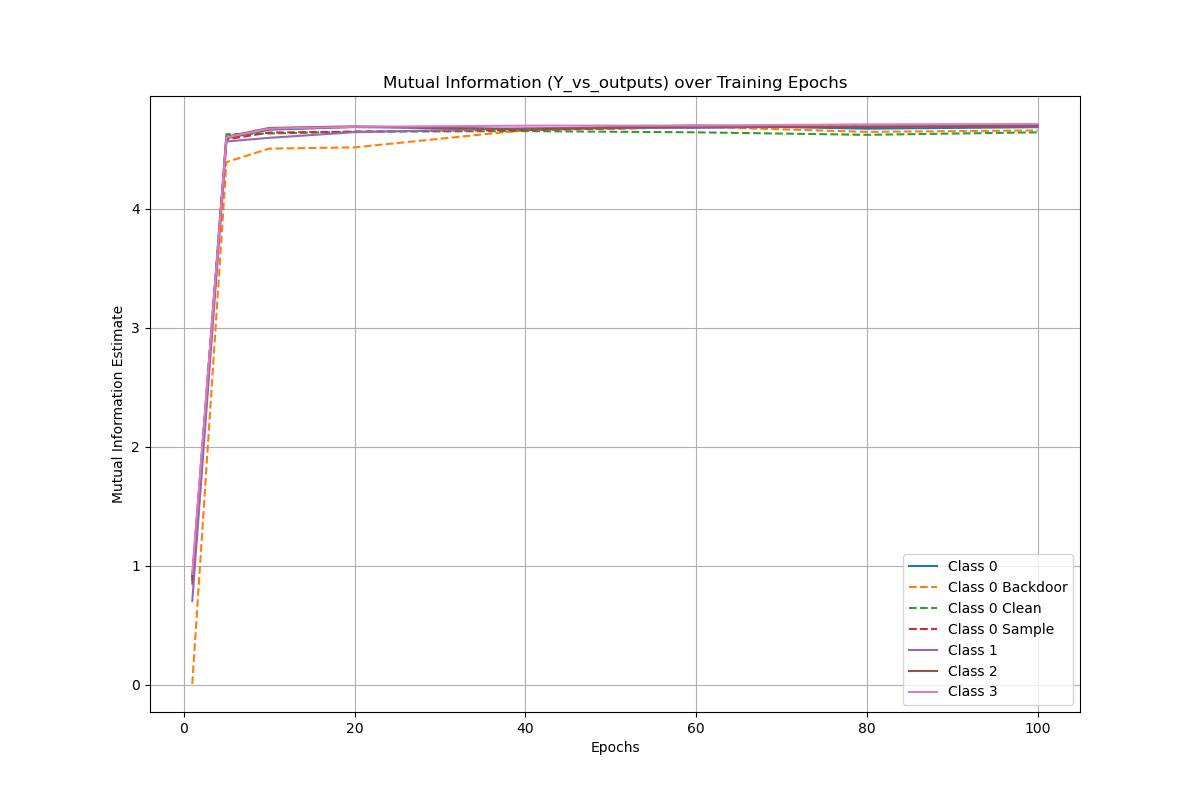 Mutual Information (Y_vs_outputs) over Training Epochs
Mutual Information Estimate
4
3
2
1
0
Class 0
Class 0 Backdoor
Class 0 Clean
Class 0 Sample
Class 1
Class 2
Class 3
0 20 40 60 80 100
Epochs